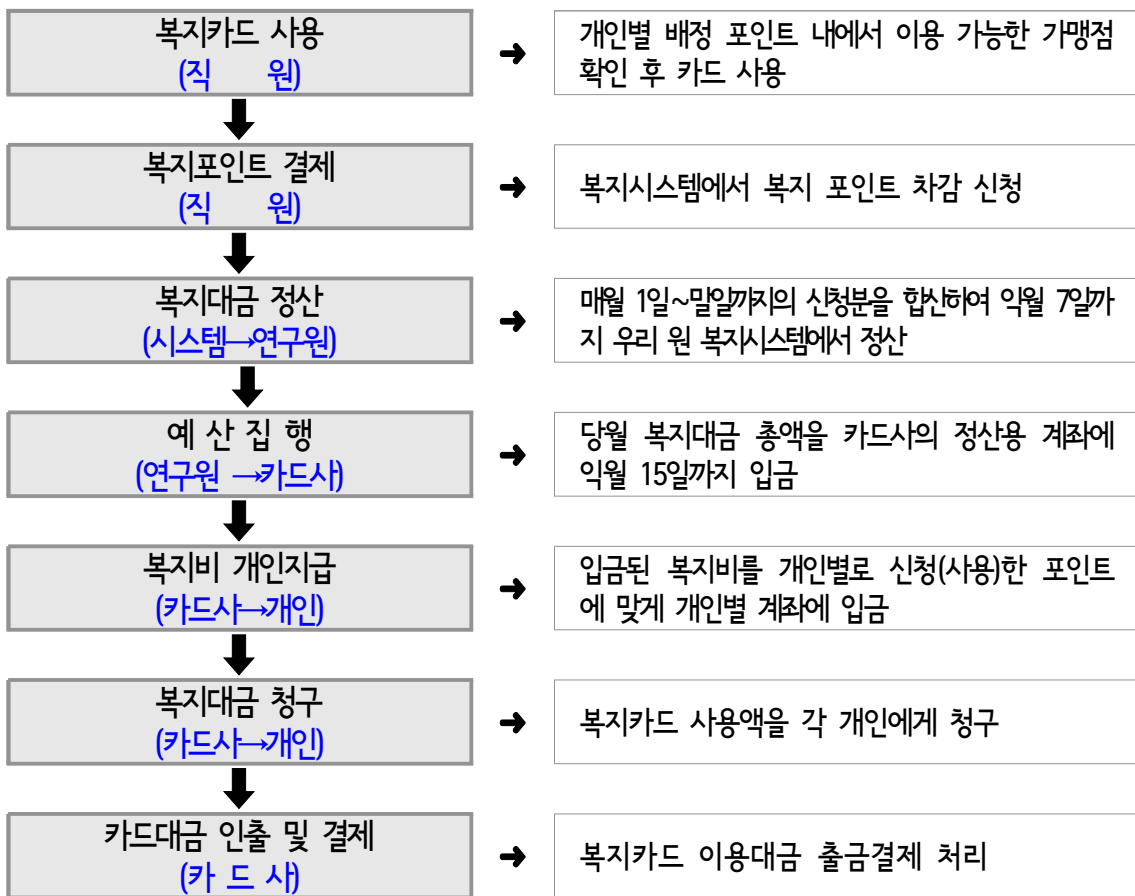 복지카드 사용
(직 원)
➜
개인별 배정 포인트 내에서 이용 가능한 가맹점
확인 후 카드 사용
복지포인트 결제
(직 원)
➜
복지시스템에서 복지 포인트 차감 신청
복지대금 정산
(시스템→연구원)
➜
매월 1일~말일까지의 신청분을 합산하여 익월 7일까
지 우리 원 복지시스템에서 정산
예 산 집 행
(연구원 →카드사)
➜
당월 복지대금 총액을 카드사의 정산용 계좌에
익월 15일까지 입금
복지비 개인지급
(카드사→개인)
➜
입금된 복지비를 개인별로 신청(사용)한 포인트
에 맞게 개인별 계좌에 입금
복지대금 청구
(카드사→개인)
➜
복지카드 사용액을 각 개인에게 청구
카드대금 인출 및 결제
(카 드 사)
➜
복지카드 이용대금 출금결제 처리